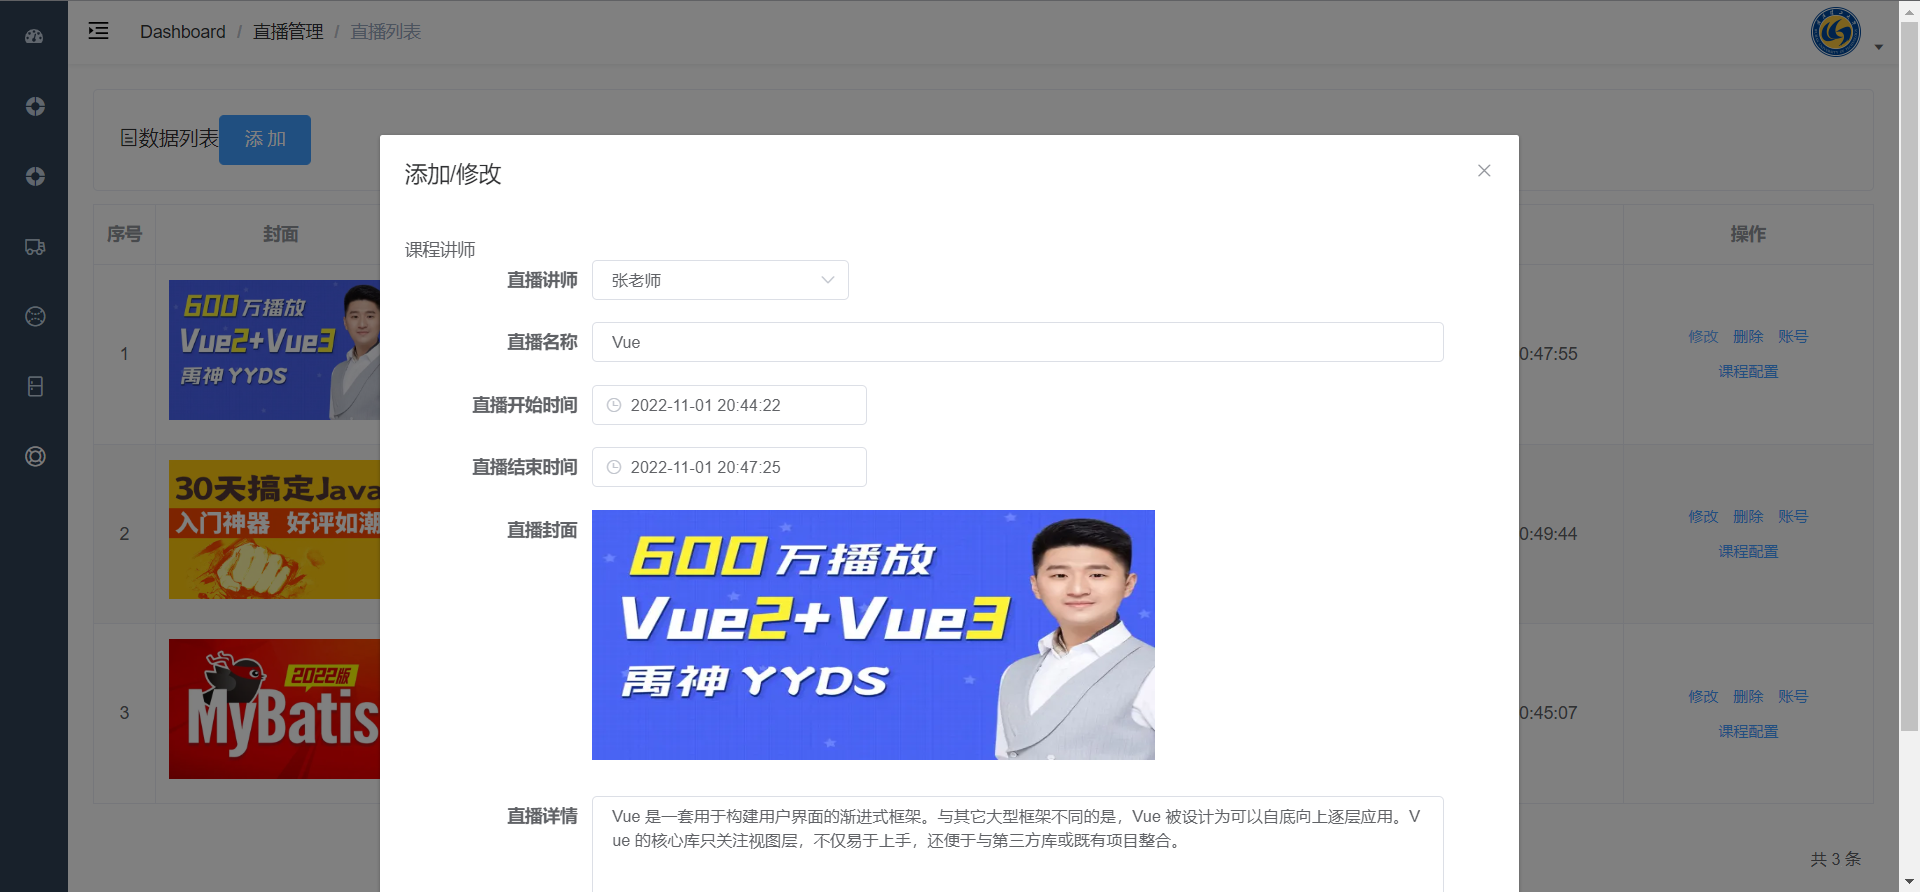 Dashboard / 直播管理 / 直播列表
数据列表 添 加
添加/修改
序号 封面 操作
课程讲师
直播讲师 张老师
直播名称 Vue
直播开始时间 2022-11-01 20:44:22
直播结束时间 2022-11-01 20:47:25
直播封面
600万播放
Vue2+Vue3
禹神 YYDS
直播详情
Vue 是一套用于构建用户界面的渐进式框架。与其它大型框架不同的是，Vue 被设计为可以自底向上逐层应用。V
ue 的核心库只关注视图层，不仅易于上手，还便于与第三方库或既有项目整合。
1
600万播放
Vue2+Vue3
禹神 YYDS
0:47:55
修改 删除 账号
课程配置
2
30天搞定Java
入门神器 好评如潮
0:49:44
修改 删除 账号
课程配置
3
2022版
MyBatis
0:45:07
修改 删除 账号
课程配置
共 3 条